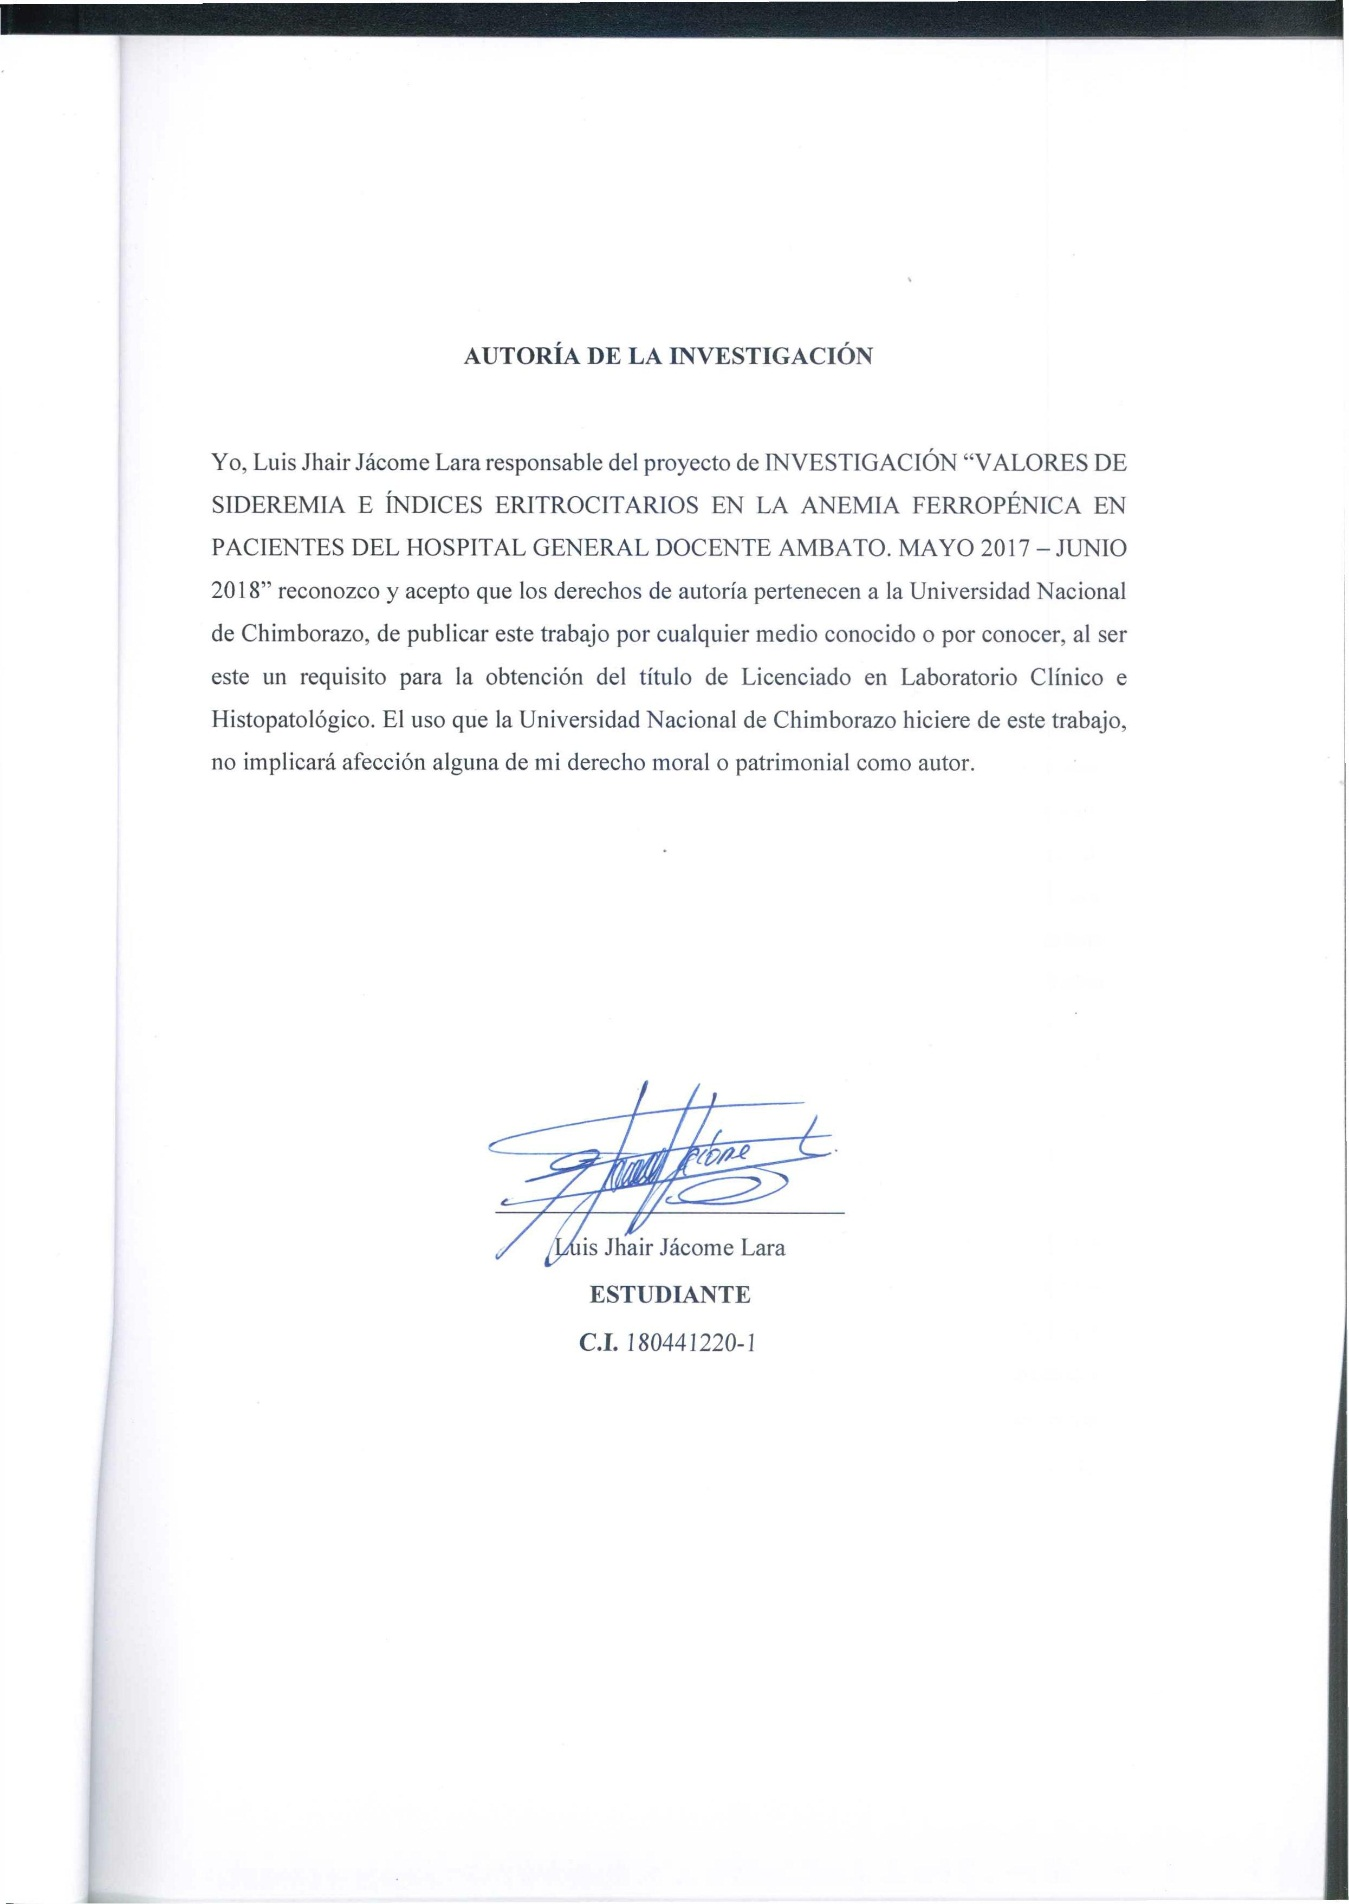 AUTORÍA DE LA INVESTIGACIÓN
Yo, Luis Jhair Jácome Lara responsable del proyecto de INVESTIGACIÓN “VALORES DE
SIDEREMIA E ÍNDICES ERITROCITARIOS EN LA ANEMIA FERROPÉNICA EN
PACIENTES DEL HOSPITAL GENERAL DOCENTE AMBATO. MAYO 2017 – JUNIO
2018” reconozco y acepto que los derechos de autoría pertenecen a la Universidad Nacional
de Chimborazo, de publicar este trabajo por cualquier medio conocido o por conocer, al ser
este un requisito para la obtención del título de Licenciado en Laboratorio Clínico e
Histopatológico. El uso que la Universidad Nacional de Chimborazo hiciere de este trabajo,
no implicará afección alguna de mi derecho moral o patrimonial como autor.
Luis Jhair Jácome Lara
ESTUDIANTE
C.I. 180441220-1